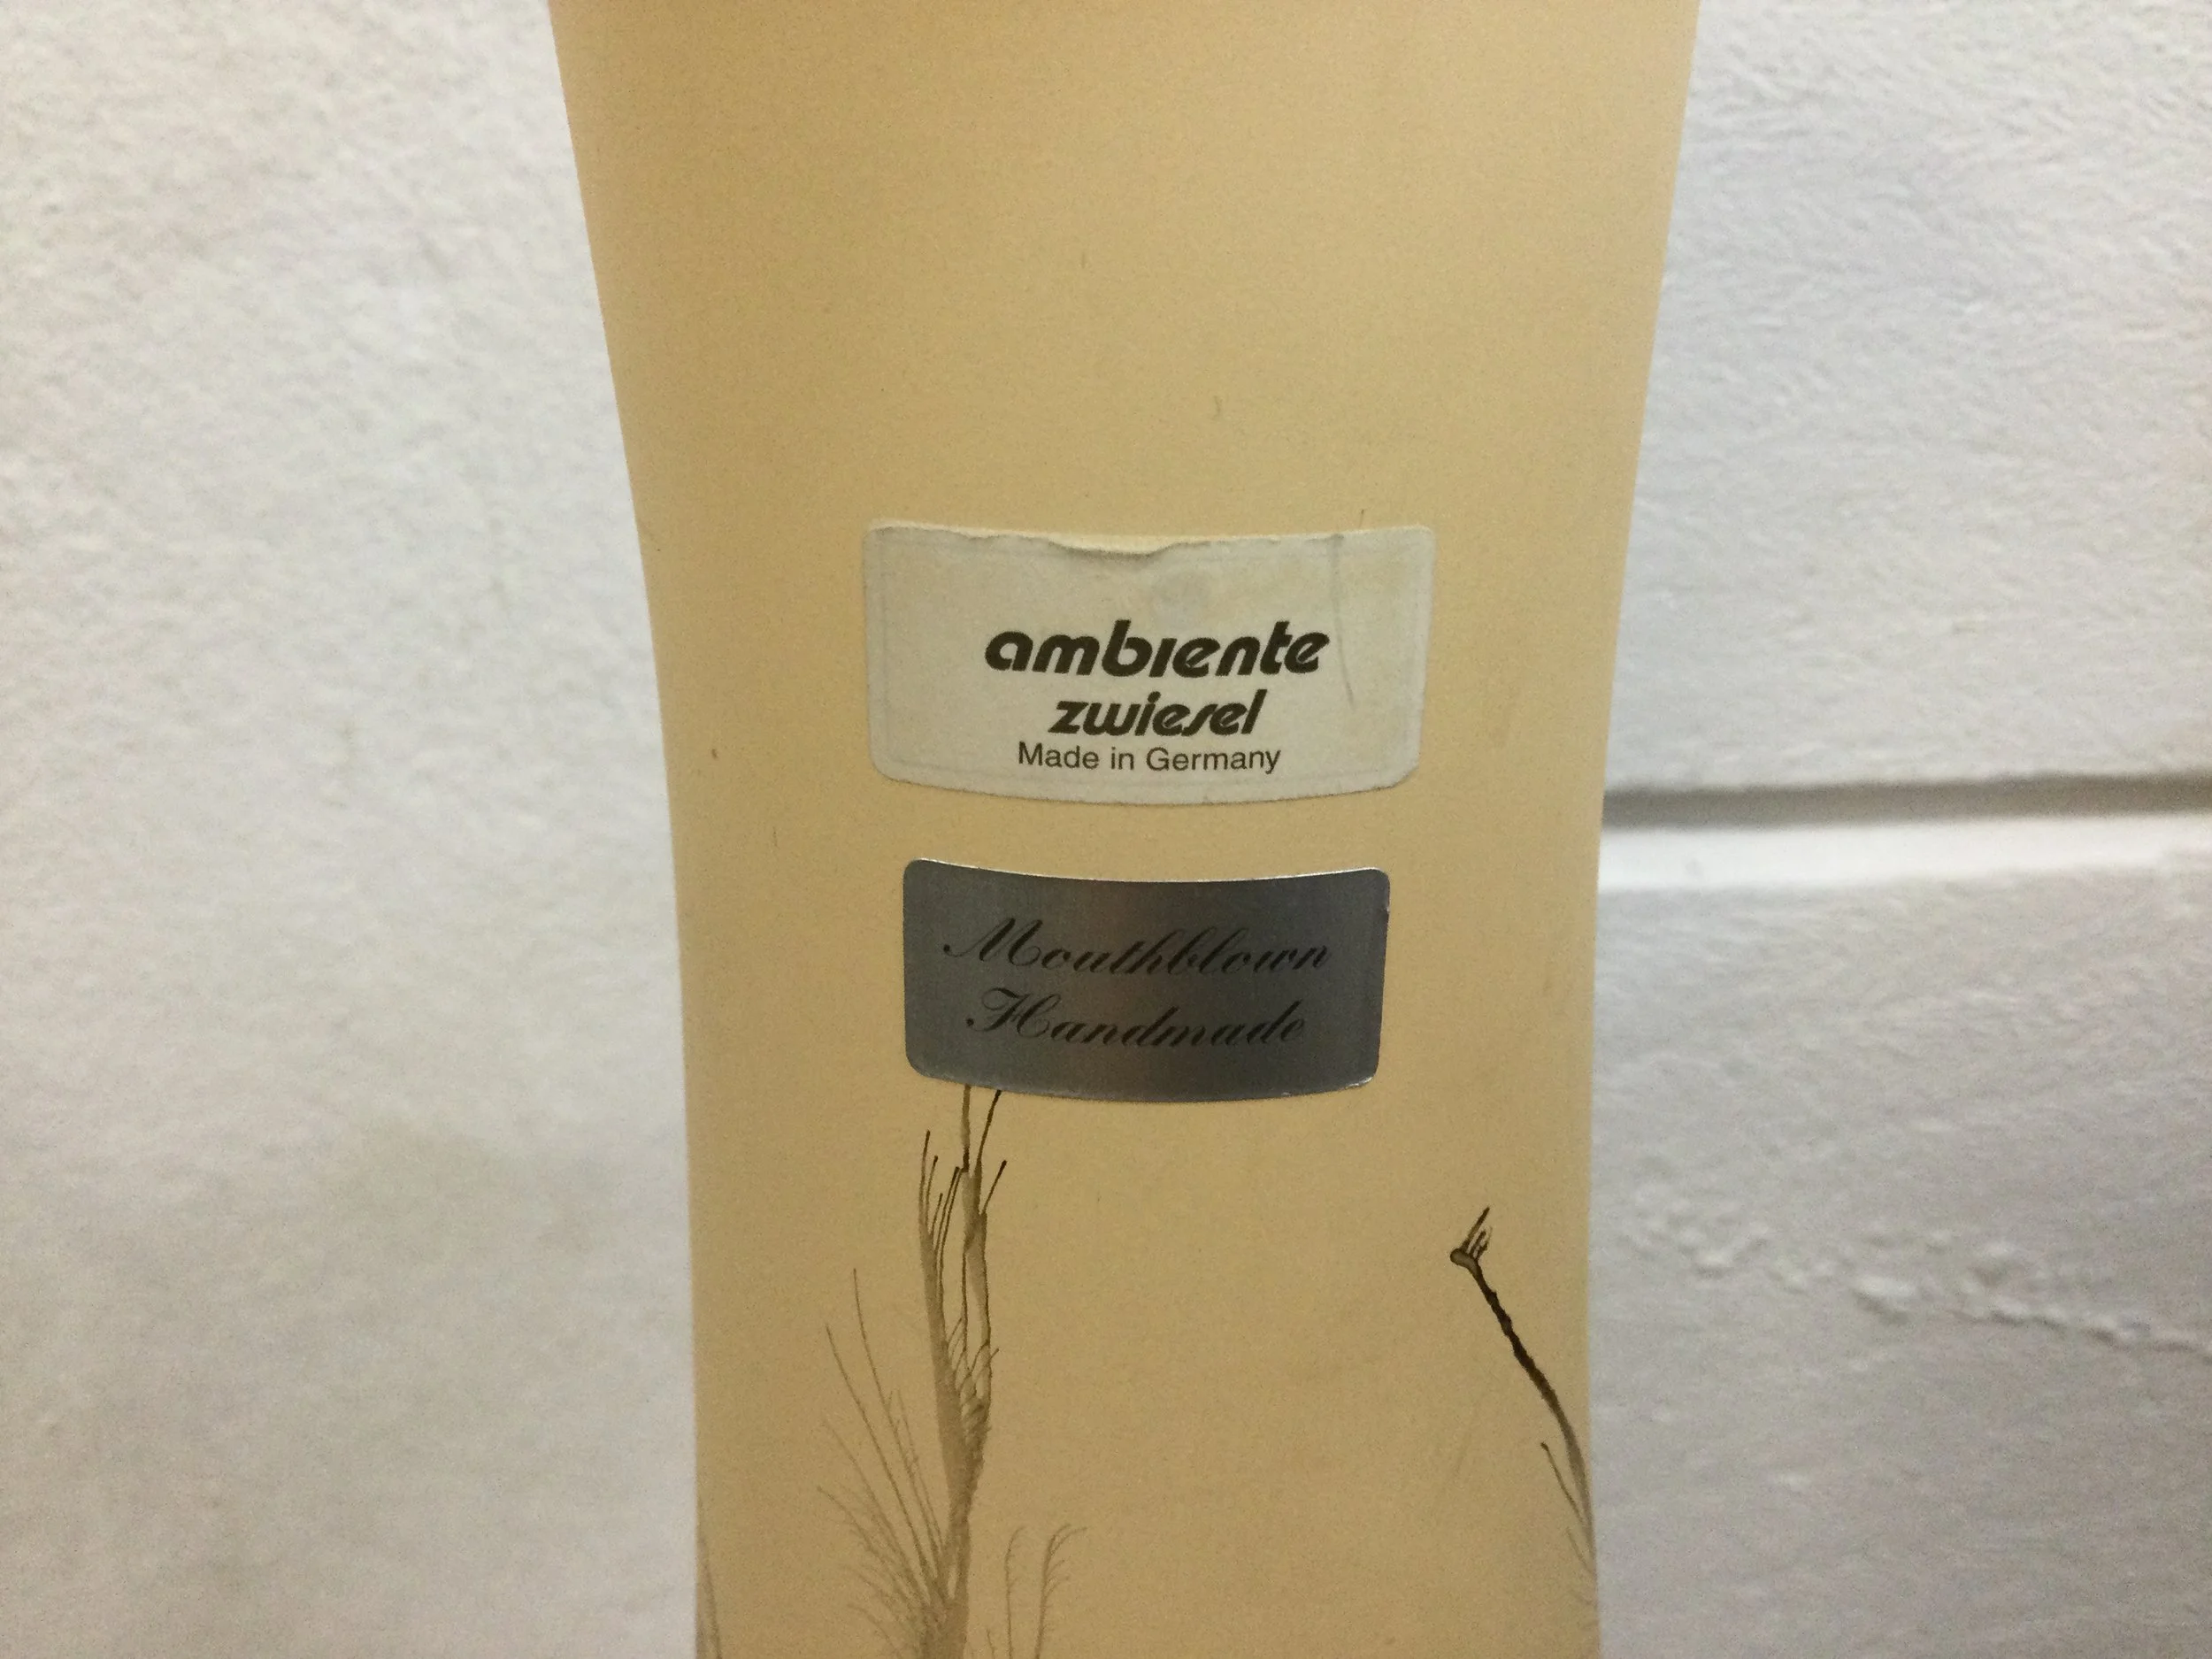 ambiente
zwiesel
Made in Germany
Mouthblown
Handmade